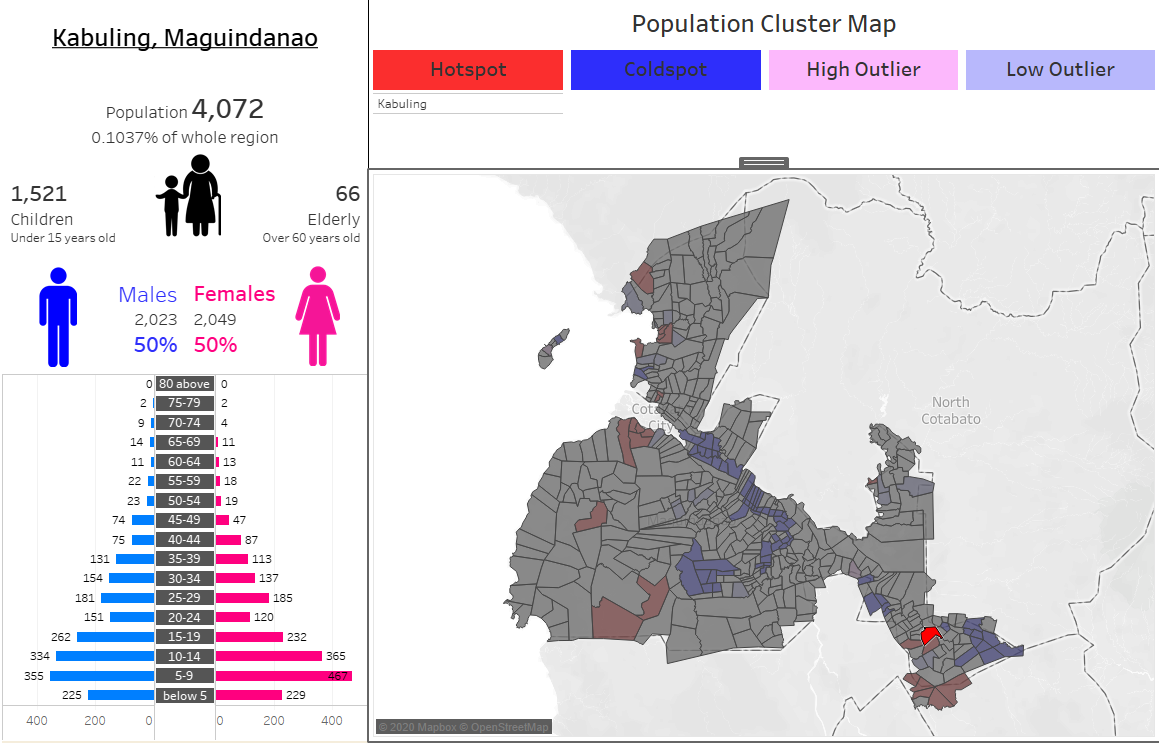 Kabuling, Maguindanao
Population 4,072
0.1037% of whole region
1,521
Children
Under 15 years old
66
Elderly
Over 60 years old
Males
2,023
50%
Females
2,049
50%
0 80 above 0
2 75-79 2
9 70-74 4
14 65-69 11
11 60-64 13
22 55-59 18
23 50-54 19
74 45-49 47
75 40-44 87
131 35-39 113
154 30-34 137
181 25-29 185
151 20-24 120
262 15-19 232
334 10-14 365
355 5-9 467
225 below 5 229
400 200 0 0 200 400
Population Cluster Map
Hotspot Coldspot High Outlier Low Outlier
Kabuling
North
Cotabato
City
© 2020 Mapbox © OpenStreetMap